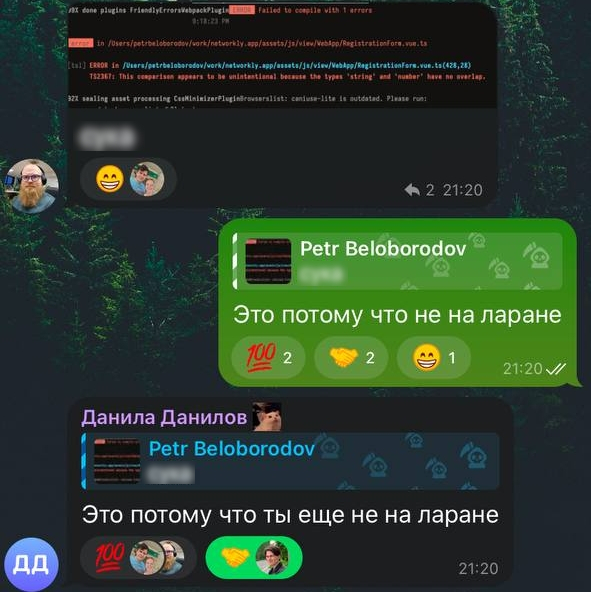 92% done plugins FriendlyErrorsWebpackPlugin ERROR Failed to compile with 1 errors
9:18:23 PM
error in /Users/petrbeloborodov/work/networkly.app/assets/js/view/WebApp/RegistrationForm.vue.ts
[tsl] ERROR in /Users/petrbeloborodov/work/networkly.app/assets/js/view/WebApp/RegistrationForm.vue.ts(428,28)
TS2367: This comparison appears to be unintentional because the types 'string' and 'number' have no overlap.
92% sealing asset processing CssMinimizerPluginBrowserslist: caniuse-lite is outdated. Please run:
2 21:20
Petr Beloborodov
Это потому что не на ларане
100 2 2 1
21:20
Данила Данилов
Petr Beloborodov
Это потому что ты еще не на ларане
100
ДД
21:20